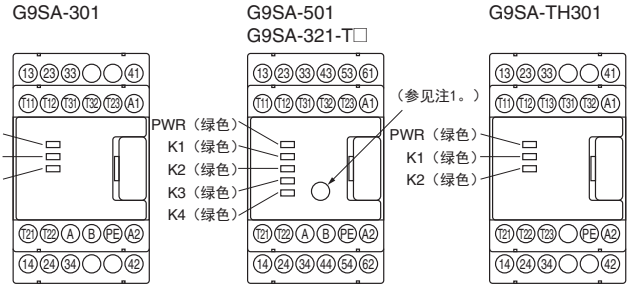 G9SA-301
13 23 33 41
T11 T12 T31 T32 T23 A1
T21 T22 A B PE A2
14 24 34 42
G9SA-501
G9SA-321-T□
13 23 33 43 53 61
T11 T12 T31 T32 T23 A1
(参见注1。)
PWR(绿色)
K1(绿色)
K2(绿色)
K3(绿色)
K4(绿色)
T21 T22 A B PE A2
14 24 34 44 54 62
G9SA-TH301
13 23 33 41
T11 T12 T13 T31 T32 A1
PWR(绿色)
K1(绿色)
K2(绿色)
T21 T22 T23 PE A2
14 24 34 42